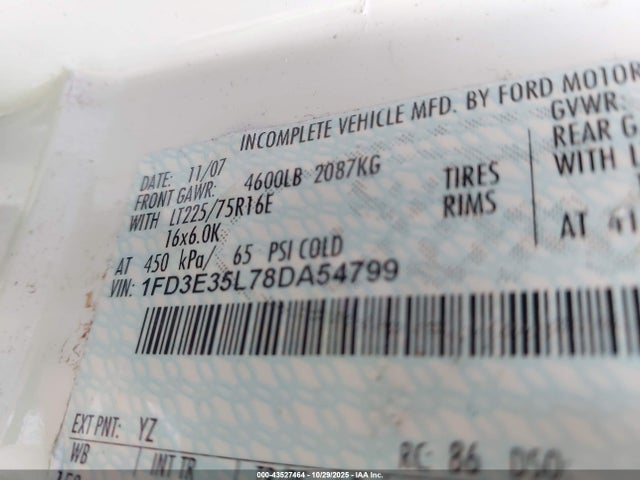 INCOMPLETE VEHICLE MFD. BY FORD MOTOR
DATE: 11/07 GVWR:
FRONT GAWR: 4600LB 2087KG REAR G
WITH LT225/75R16E TIRES WITH
16x6.0K RIMS
AT 450 kPa/ 65 PSI COLD AT 41
VIN: 1FD3E35L78DA54799
EXT PNT: YZ RC: 86 DSO
WB INT TR
©43527464 - 10/29/2025 - IAA Inc.